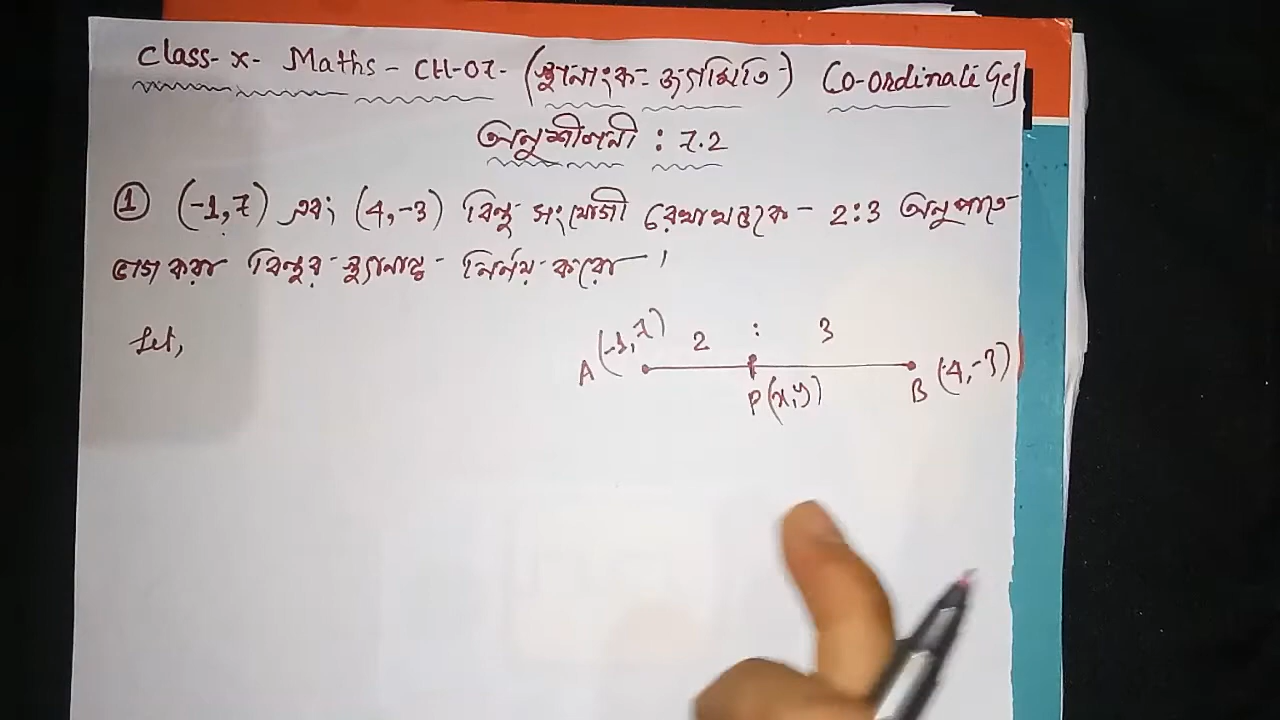 Class-X- Maths- CH-07- (স্থানাংক- জ্যামিতি) Co-ordinate Ge
অনুশীলনী : 7.2
① (-1,7) এবং (4,-3) বিন্দু সংযোগী রেখাখণ্ডকে- 2:3 অনুপাতে
ভাগ করা বিন্দুর স্থানাঙ্ক- নির্ণয় করো।
Let,
A (-1,7) 2 : 3 B (4,-3)
P(x,y)